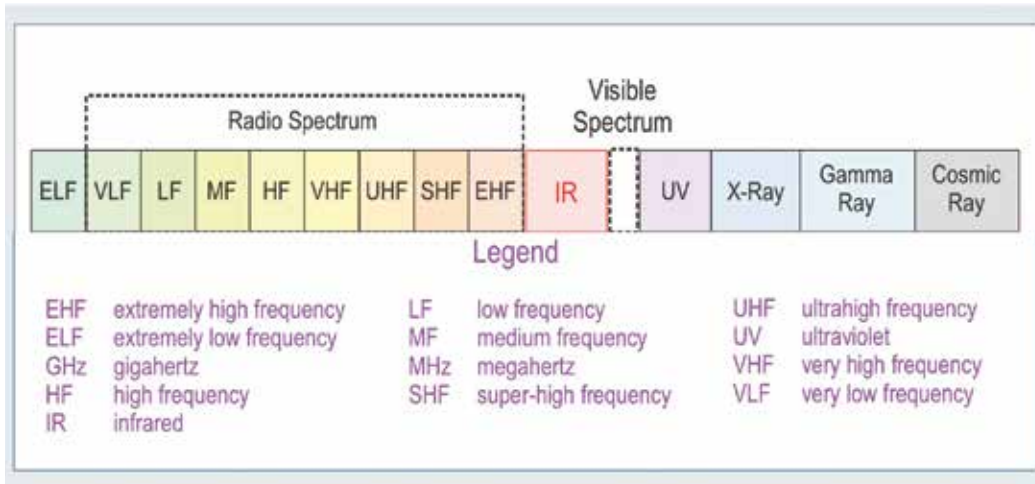 Visible
Radio Spectrum
Spectrum
ELF VLF LF MF HF VHF UHF SHF EHF IR UV X-Ray Gamma Ray Cosmic Ray
Legend
EHF extremely high frequency
ELF extremely low frequency
GHz gigahertz
HF high frequency
IR infrared
LF low frequency
MF medium frequency
MHz megahertz
SHF super-high frequency
UHF ultrahigh frequency
UV ultraviolet
VHF very high frequency
VLF very low frequency